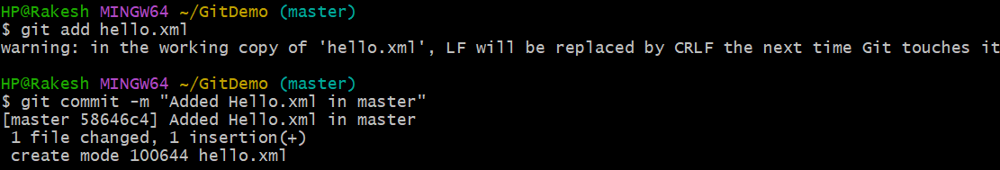 HP@Rakesh MINGW64 ~/GitDemo (master)
$ git add hello.xml
warning: in the working copy of 'hello.xml', LF will be replaced by CRLF the next time Git touches it
HP@Rakesh MINGW64 ~/GitDemo (master)
$ git commit -m "Added Hello.xml in master"
[master 58646c4] Added Hello.xml in master
 1 file changed, 1 insertion(+)
 create mode 100644 hello.xml